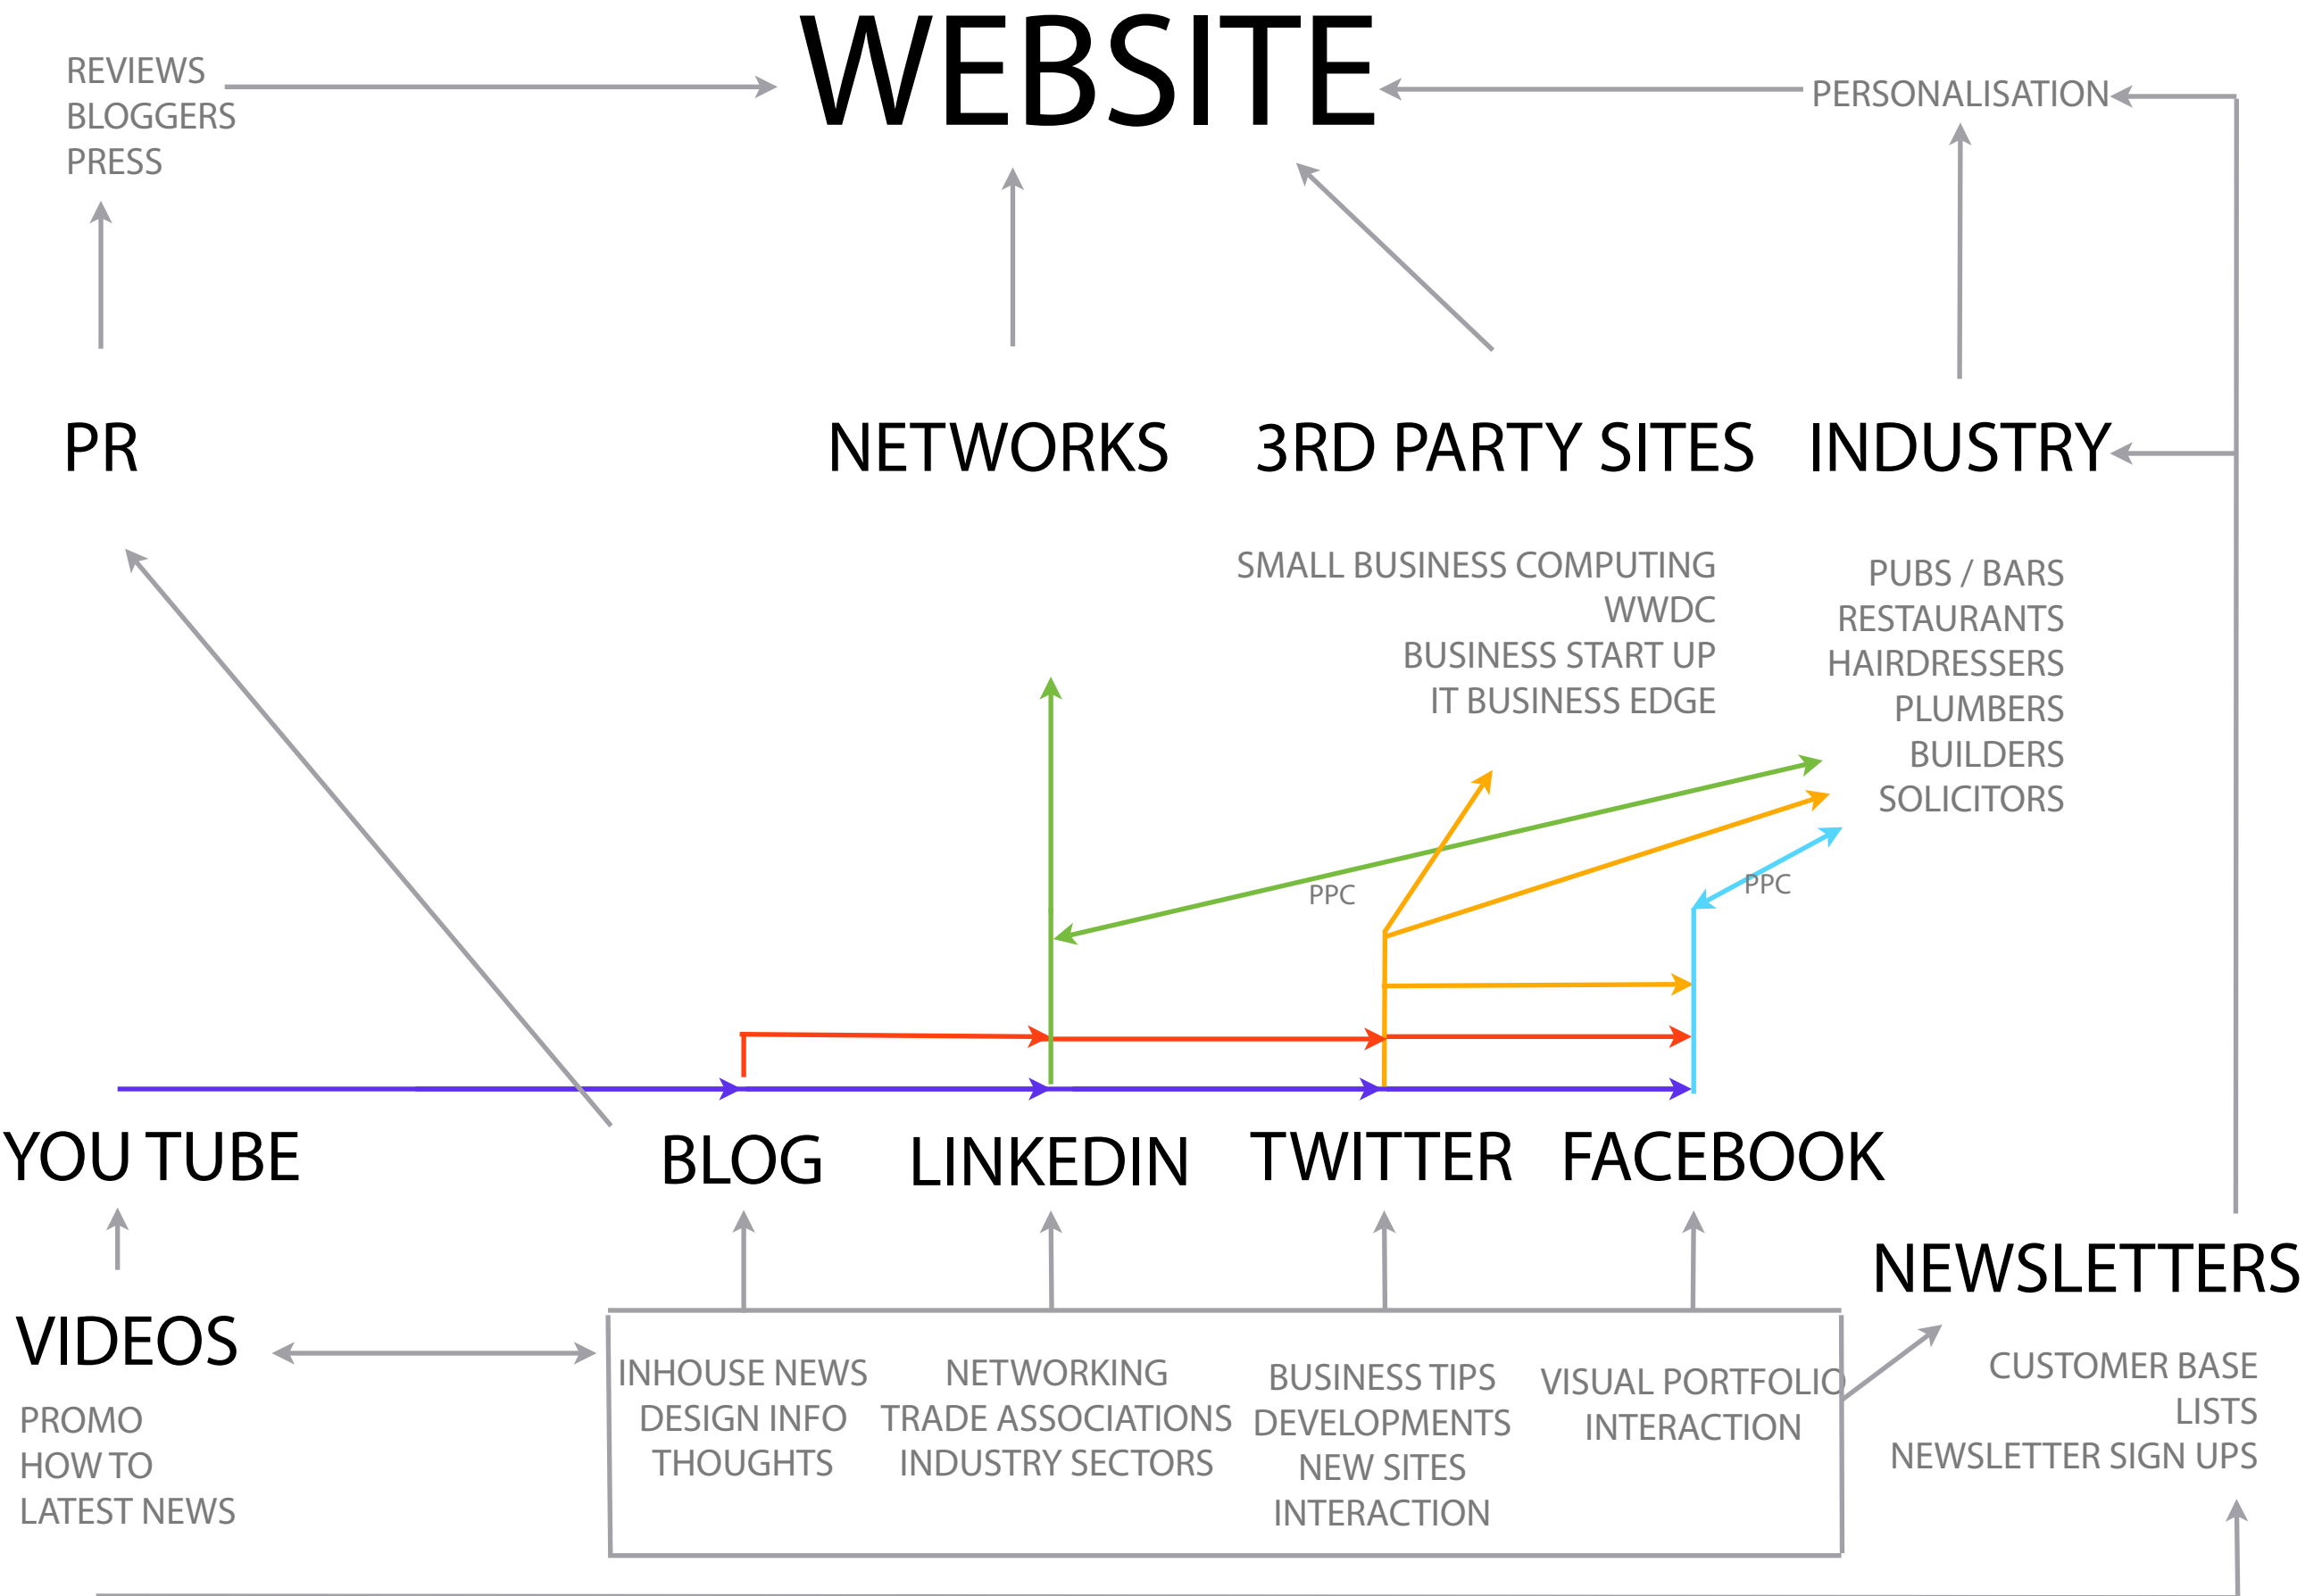 WEBSITE
REVIEWS
BLOGGERS
PRESS
PERSONALISATION
PR
NETWORKS
3RD PARTY SITES
INDUSTRY
SMALL BUSINESS COMPUTING
WWDC
BUSINESS START UP
IT BUSINESS EDGE
PUBS / BARS
RESTAURANTS
HAIRDRESSERS
PLUMBERS
BUILDERS
SOLICITORS
PPC
PPC
YOU TUBE
BLOG
LINKEDIN
TWITTER
FACEBOOK
NEWSLETTERS
VIDEOS
PROMO
HOW TO
LATEST NEWS
INHOUSE NEWS
DESIGN INFO
THOUGHTS
NETWORKING
TRADE ASSOCIATIONS
INDUSTRY SECTORS
BUSINESS TIPS
DEVELOPMENTS
NEW SITES
INTERACTION
VISUAL PORTFOLIO
INTERACTION
CUSTOMER BASE
LISTS
NEWSLETTER SIGN UPS